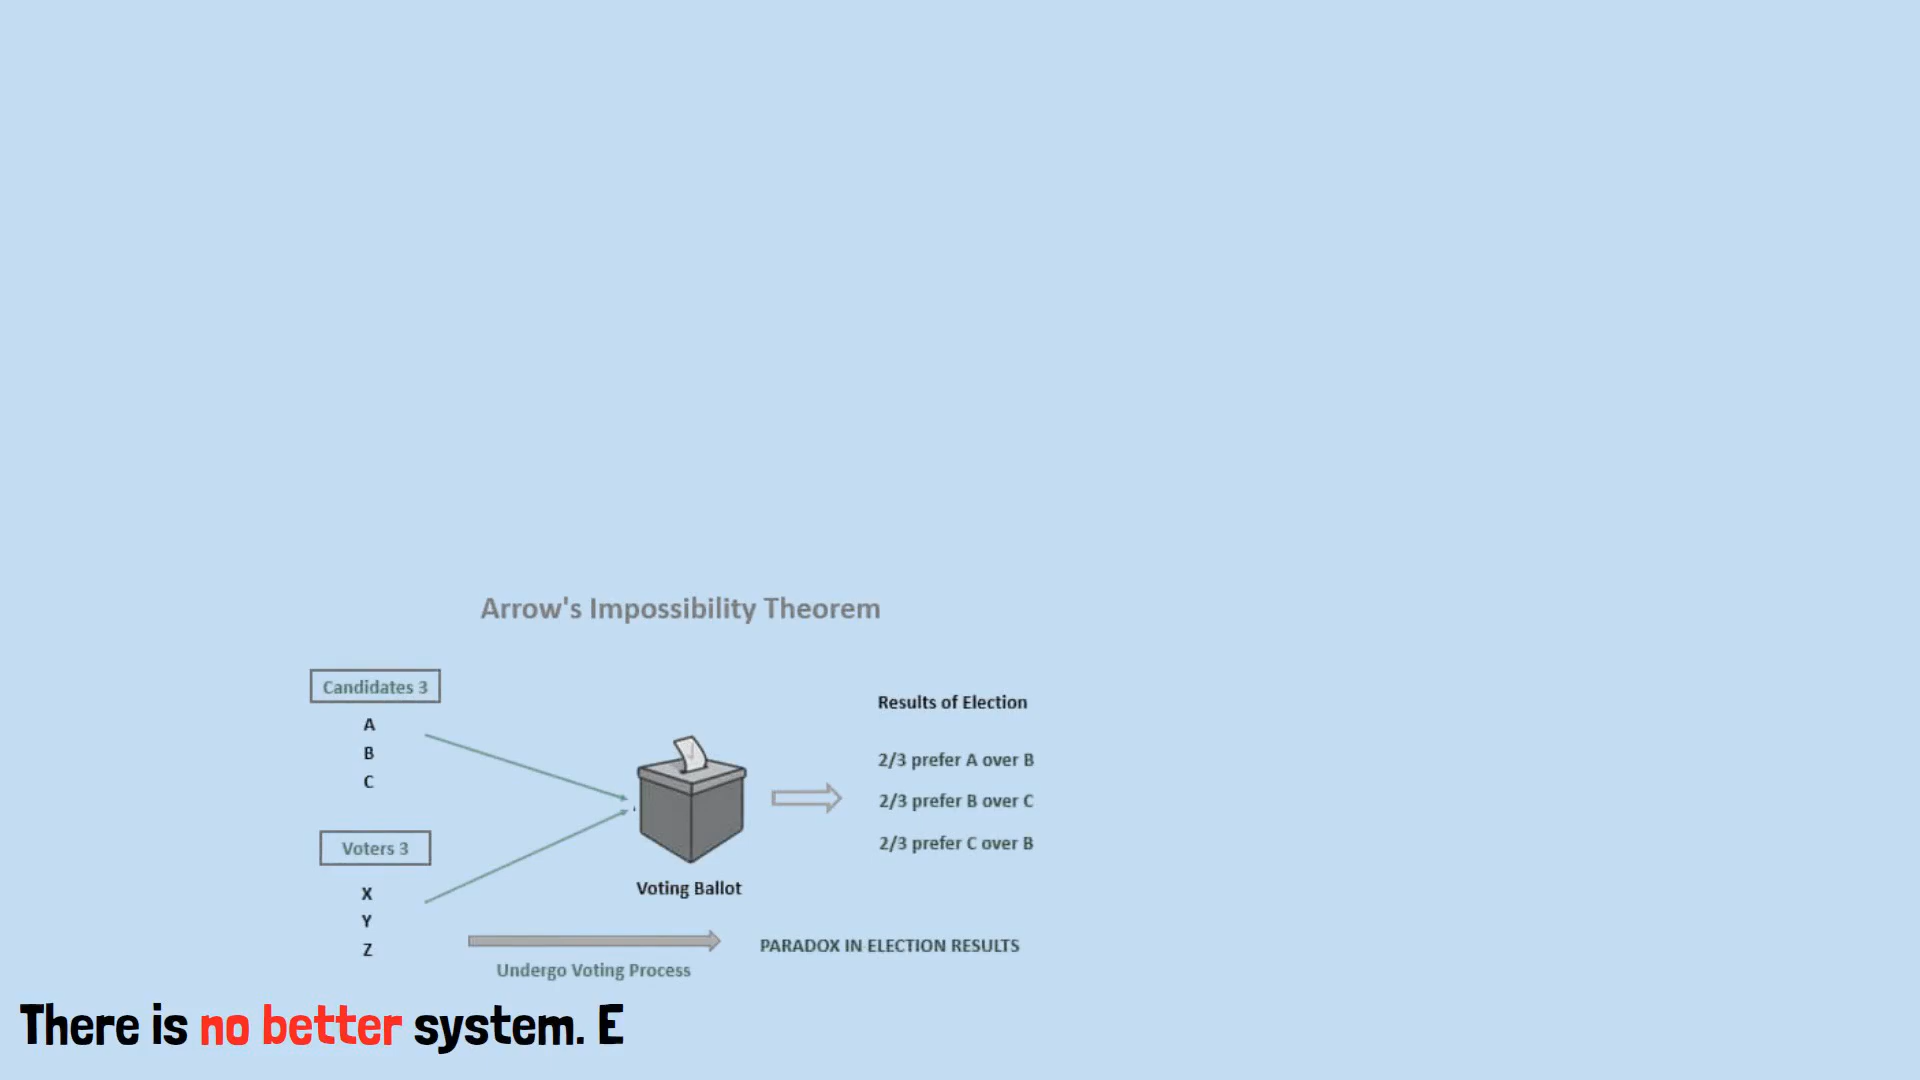 Arrow's Impossibility Theorem
Candidates 3
A
B
C
Voters 3
X
Y
Z
Voting Ballot
Results of Election
2/3 prefer A over B
2/3 prefer B over C
2/3 prefer C over B
Undergo Voting Process
PARADOX IN ELECTION RESULTS
There is no better system. E